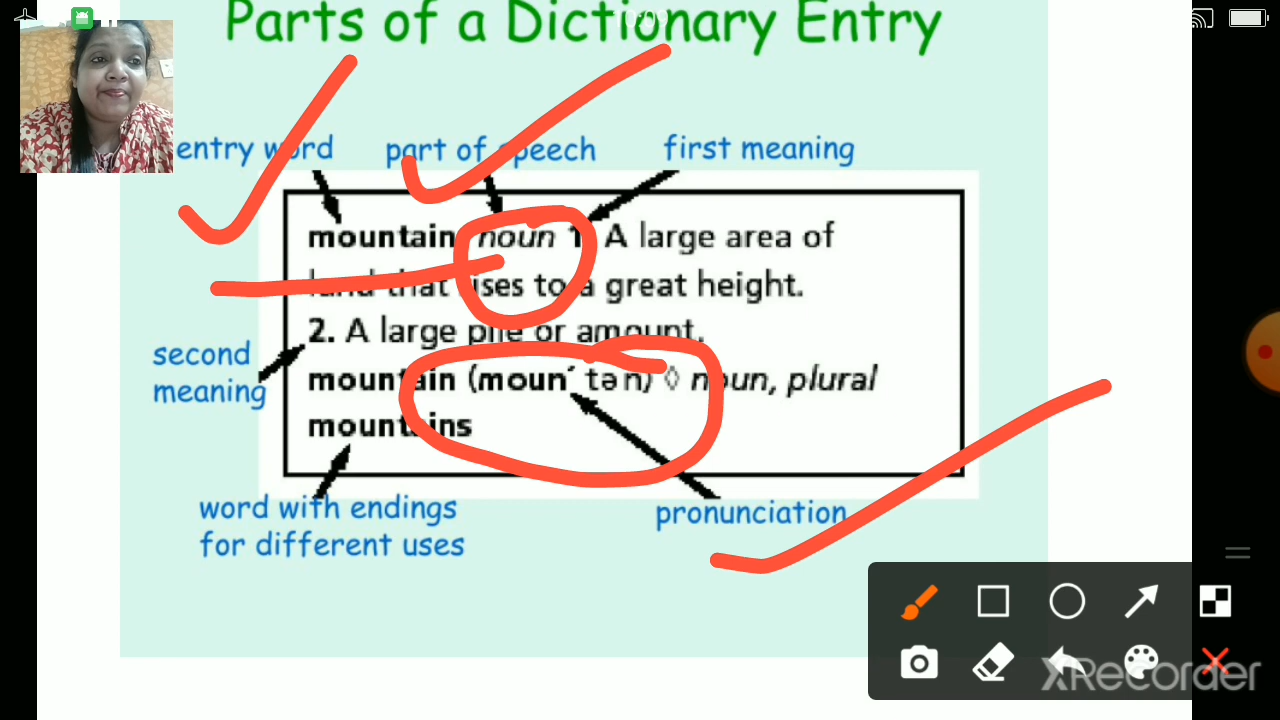 Parts of a Dictionary Entry
entry word part of speech first meaning
mountain noun 1. A large area of
land that rises to a great height.
2. A large pile or amount.
second
meaning
mountain (moun′ tən) ◊ noun, plural
mountains
word with endings
for different uses
pronunciation
XRecorder